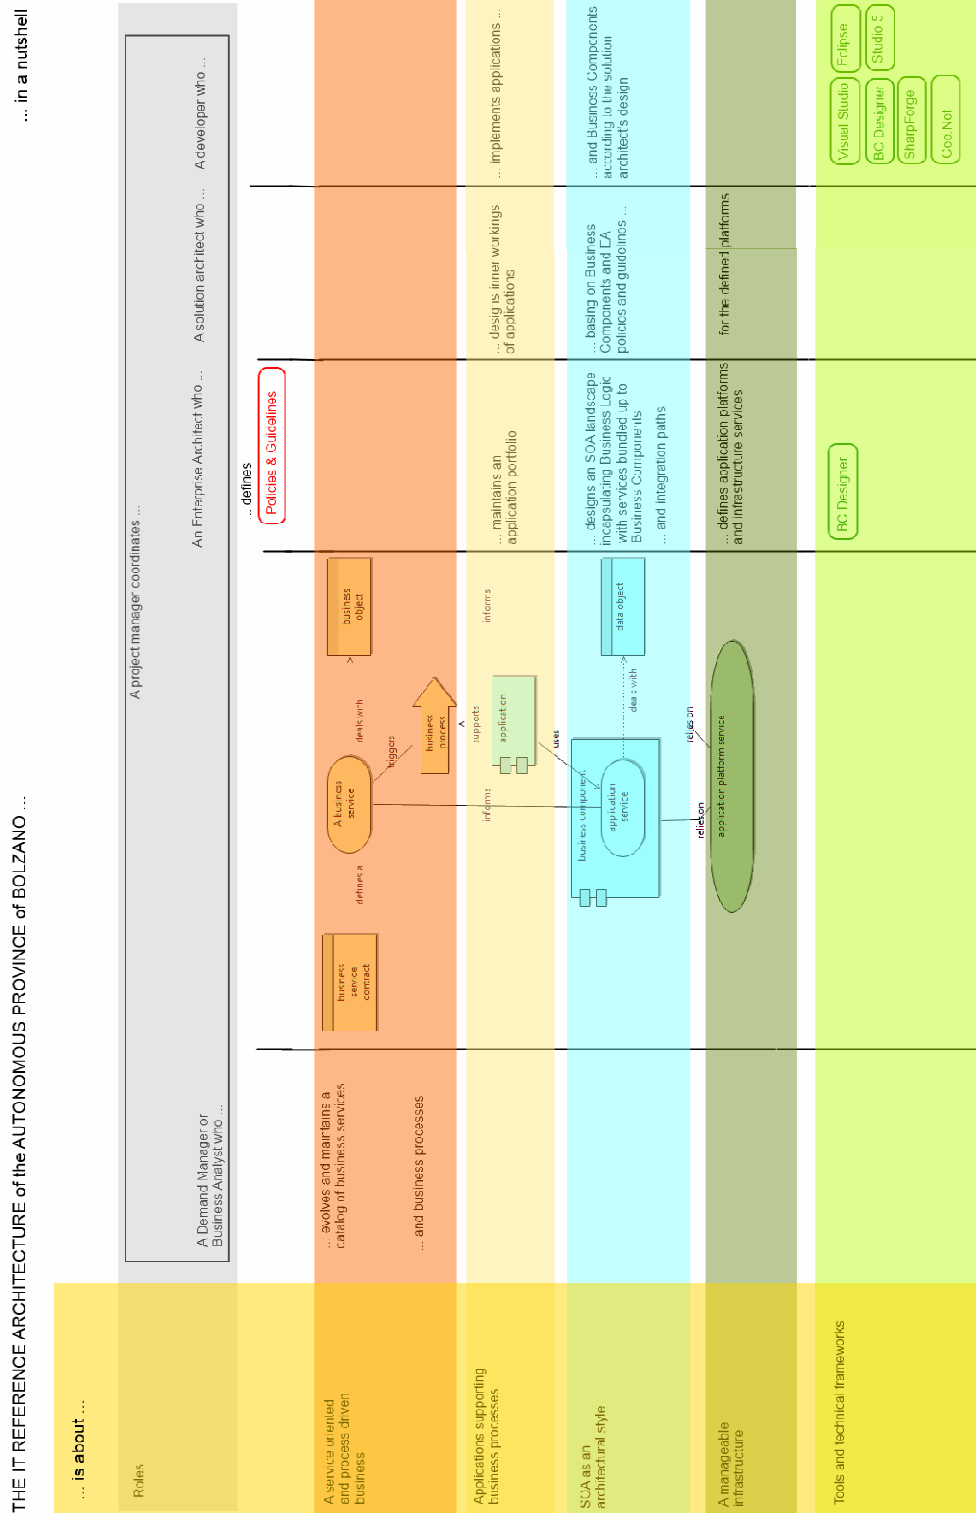 THE IT REFERENCE ARCHITECTURE of the AUTONOMOUS PROVINCE of BOLZANO ...
... in a nutshell
... is about ...
Roles
A project manager coordinates ...
A Demand Manager or
Business Analyst who ...
An Enterprise Architect who ...
A solution architect who ...
A developer who ...
... defines
Policies & Guidelines
A service oriented
and process driven
business
... evolves and maintains a
catalog of business services
... and business processes
business
service
contract
defines a
A business
service
deals with
business
object
triggers
business
process
Applications supporting
business processes
informs
supports
informs
application
uses
... maintains an
application portfolio
... designs inner workings
of applications
... implements applications ...
SOA as an
architectural style
business component
application
service
deals with
data object
... designs an SOA landscape
incapsulating Business Logic
with services bundled up to
Business Components
... and integration paths
... basing on Business
Components and EA
policies and guidelines ...
... and Business Components
according to the solution
architect's design
A manageable
infrastructure
relies on
relies on
application platform service
... defines application platforms
and infrastructure services
for the defined platforms
Tools and technical frameworks
BC Designer
Visual Studio
Eclipse
BC Designer
Studio 5
SharpForge